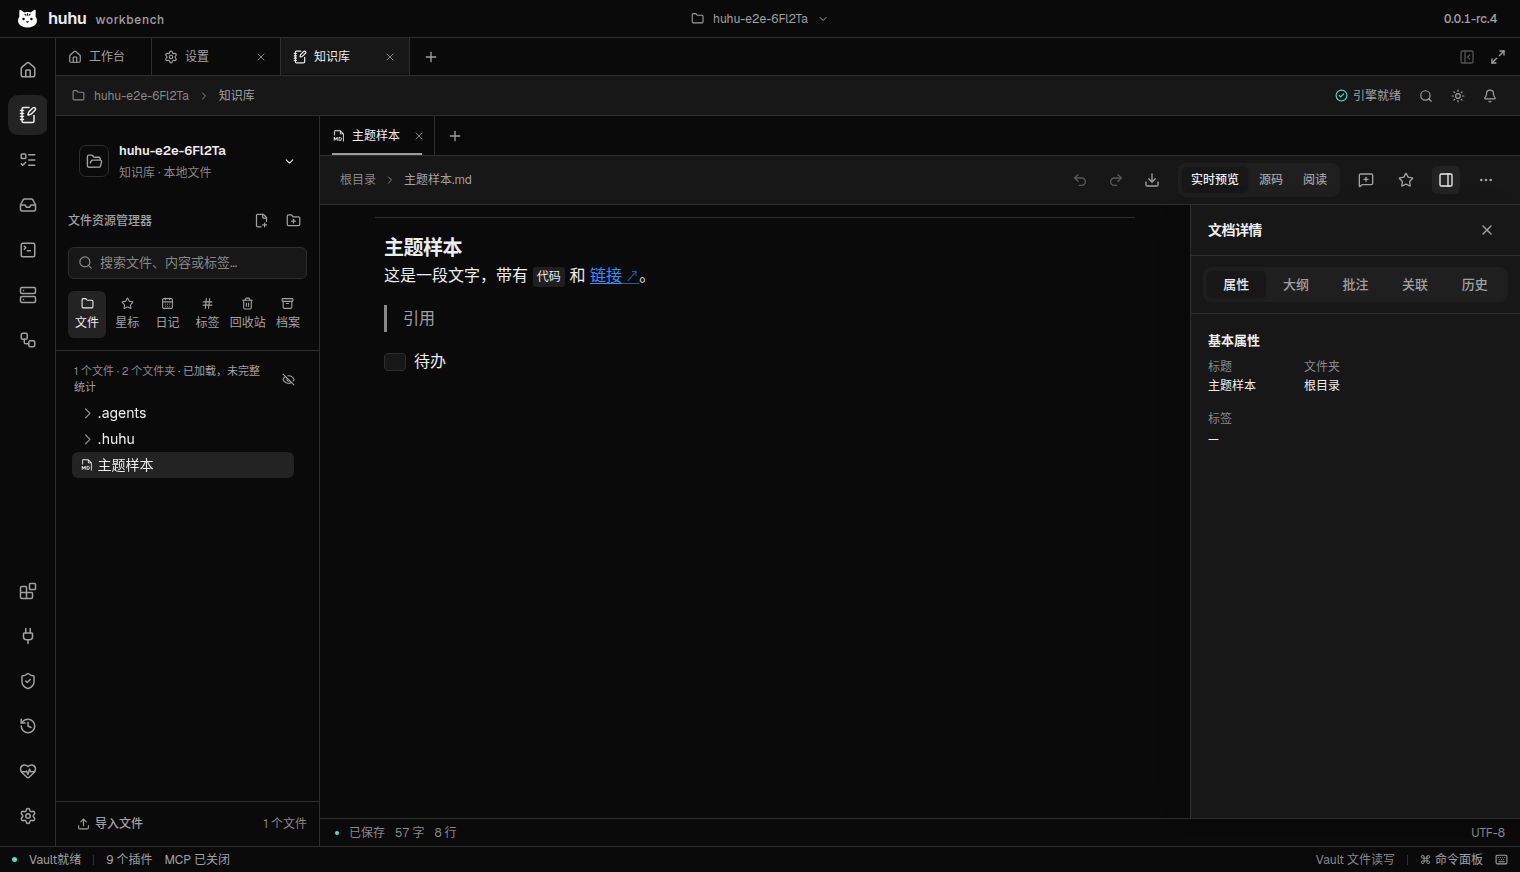 huhu workbench
huhu-e2e-6Fl2Ta
0.0.1-rc.4
工作台
设置
知识库
huhu-e2e-6Fl2Ta
知识库
引擎就绪
huhu-e2e-6Fl2Ta
知识库 · 本地文件
文件资源管理器
搜索文件、内容或标签...
文件
星标
日记
标签
回收站
档案
1 个文件 · 2 个文件夹 · 已加载，未完整
统计
.agents
.huhu
主题样本
导入文件
1 个文件
主题样本
根目录
主题样本.md
实时预览
源码
阅读
主题样本
这是一段文字，带有 代码 和 链接 ↗。
引用
待办
文档详情
属性
大纲
批注
关联
历史
基本属性
标题
文件夹
主题样本
根目录
标签
—
已保存 57 字 8 行
UTF-8
Vault就绪
9 个插件
MCP 已关闭
Vault 文件读写
⌘ 命令面板